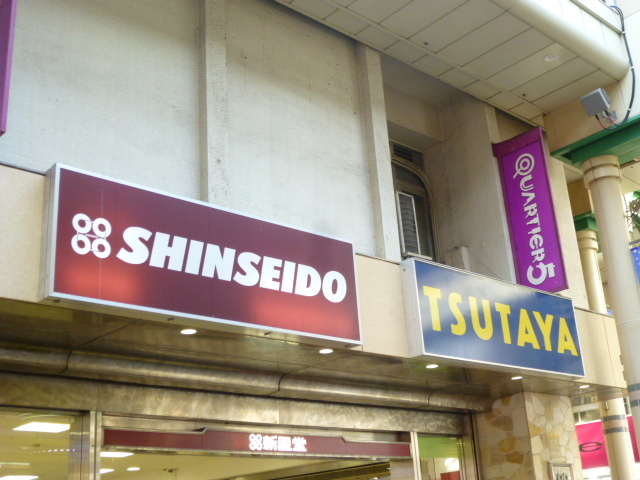 SHINSEIDO
TSUTAYA
QUARTIER5
新星堂